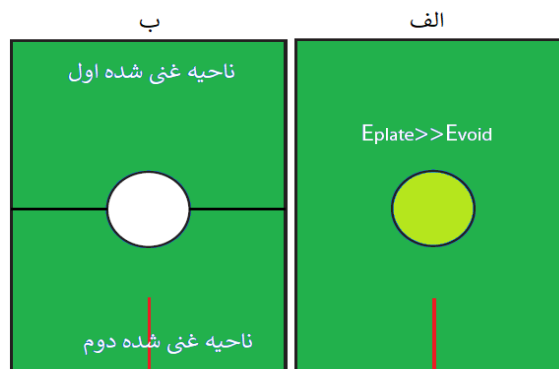 الف
ب
ناحیه غنی شده اول
Eplate>>Evoid
ناحیه غنی شده دوم